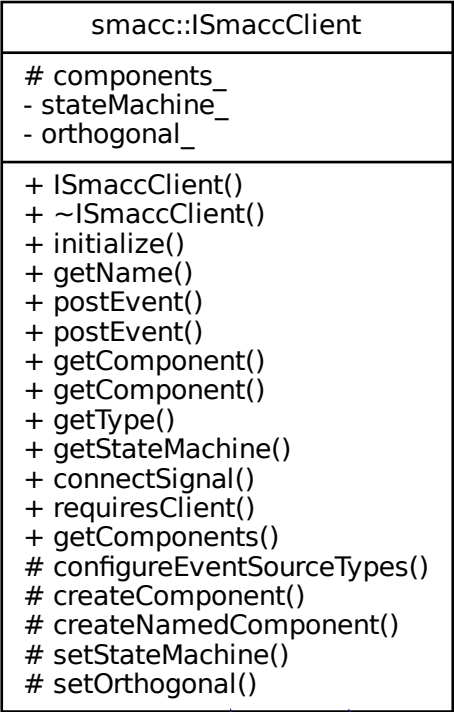 smacc::ISmaccClient
# components_
- stateMachine_
- orthogonal_
+ ISmaccClient()
+ ~ISmaccClient()
+ initialize()
+ getName()
+ postEvent()
+ postEvent()
+ getComponent()
+ getComponent()
+ getType()
+ getStateMachine()
+ connectSignal()
+ requiresClient()
+ getComponents()
# configureEventSourceTypes()
# createComponent()
# createNamedComponent()
# setStateMachine()
# setOrthogonal()